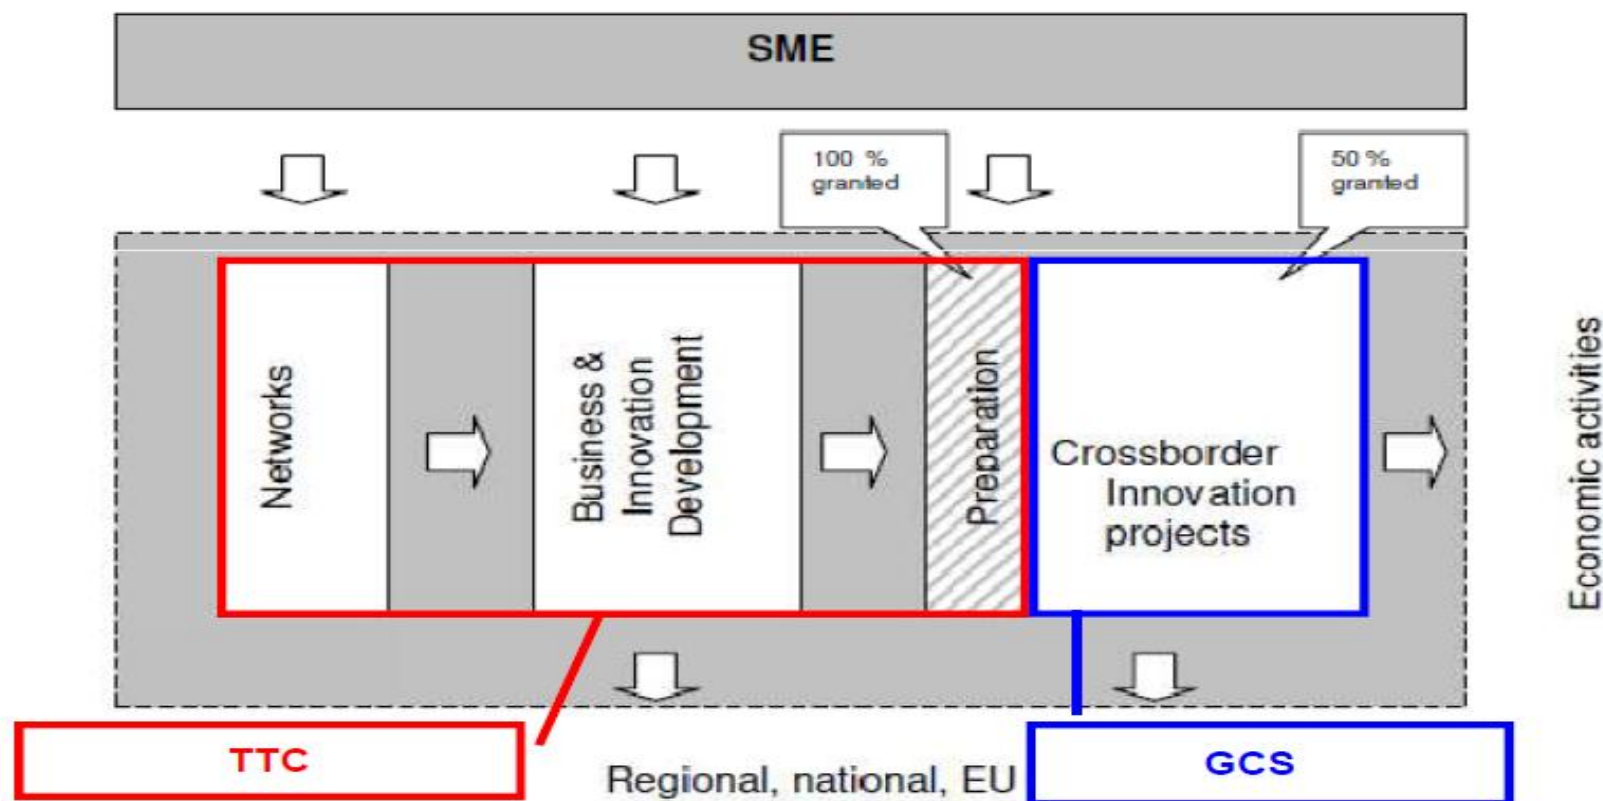 SME
100 %
granted
50 %
granted
Networks
Business &
Innovation
Development
Preparation
Crossborder
Innovation
projects
Economic activities
TTC
Regional, national, EU
GCS